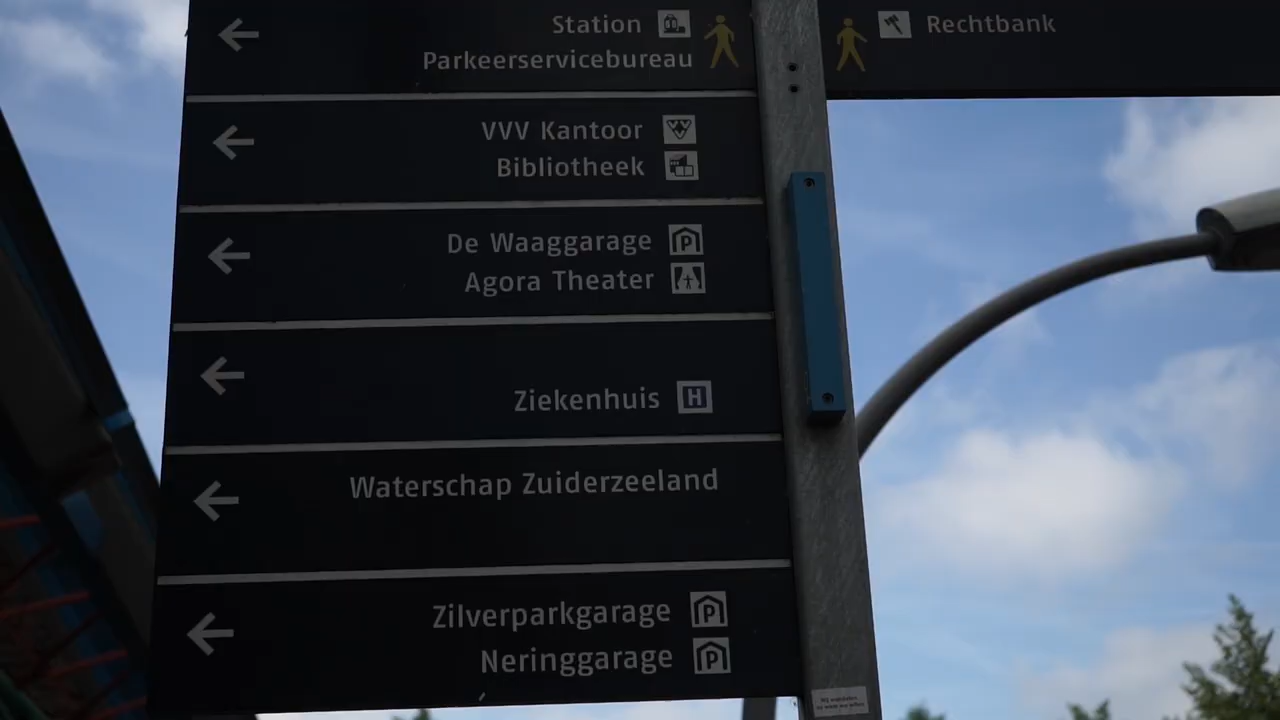 Station
Parkeerservicebureau
Rechtbank
VVV Kantoor
Bibliotheek
De Waaggarage
P
Agora Theater
Ziekenhuis
H
Waterschap Zuiderzeeland
Zilverparkgarage
P
Neringgarage
P